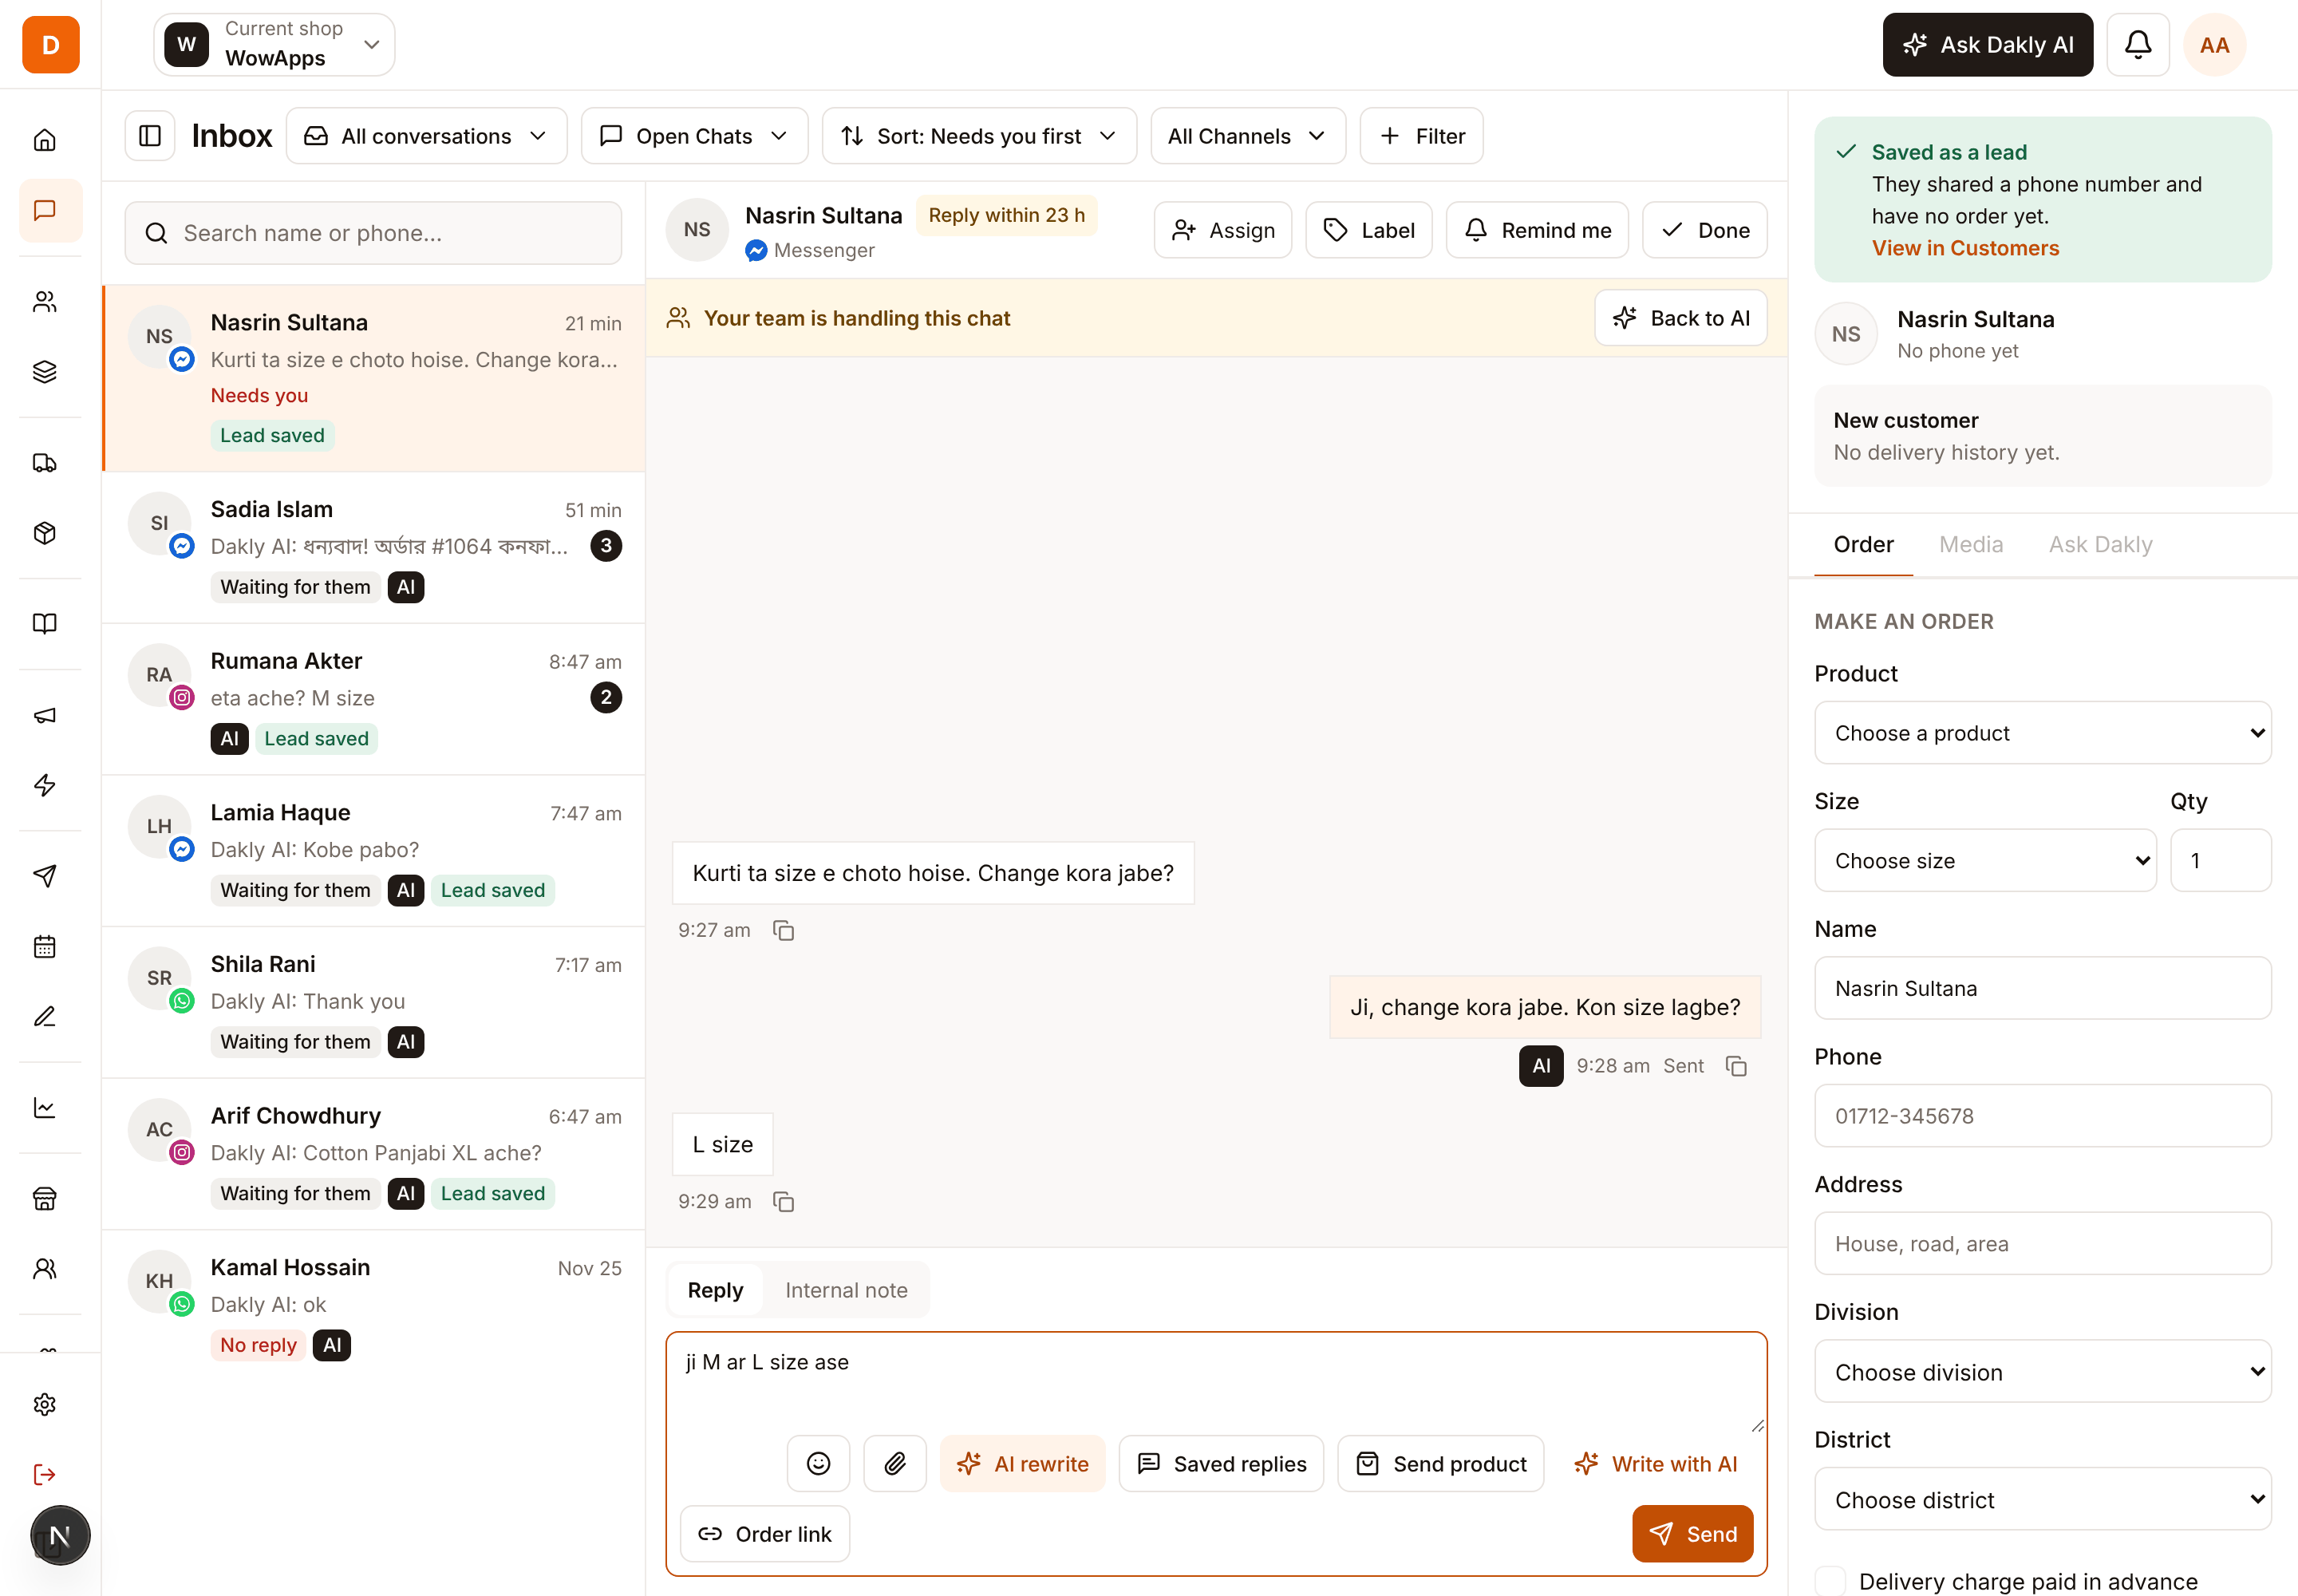 D
W
Current shop
WowApps
Ask Dakly AI
AA
Inbox
All conversations
Open Chats
Sort: Needs you first
All Channels
Filter
Search name or phone...
NS
Nasrin Sultana
21 min
Kurti ta size e choto hoise. Change kora...
Needs you
Lead saved
SI
Sadia Islam
51 min
Dakly AI: ধন্যবাদ! অর্ডার #1064 কনফা...
3
Waiting for them
AI
RA
Rumana Akter
8:47 am
eta ache? M size
2
AI
Lead saved
LH
Lamia Haque
7:47 am
Dakly AI: Kobe pabo?
Waiting for them
AI
Lead saved
SR
Shila Rani
7:17 am
Dakly AI: Thank you
Waiting for them
AI
AC
Arif Chowdhury
6:47 am
Dakly AI: Cotton Panjabi XL ache?
Waiting for them
AI
Lead saved
KH
Kamal Hossain
Nov 25
Dakly AI: ok
No reply
AI
N
NS
Nasrin Sultana
Reply within 23 h
Messenger
Assign
Label
Remind me
Done
Your team is handling this chat
Back to AI
Kurti ta size e choto hoise. Change kora jabe?
9:27 am
Ji, change kora jabe. Kon size lagbe?
AI
9:28 am
Sent
L size
9:29 am
Reply
Internal note
ji M ar L size ase
AI rewrite
Saved replies
Send product
Write with AI
Order link
Send
Saved as a lead
They shared a phone number and
have no order yet.
View in Customers
NS
Nasrin Sultana
No phone yet
New customer
No delivery history yet.
Order
Media
Ask Dakly
MAKE AN ORDER
Product
Choose a product
Size
Qty
Choose size
1
Name
Nasrin Sultana
Phone
01712-345678
Address
House, road, area
Division
Choose division
District
Choose district
Delivery charge paid in advance